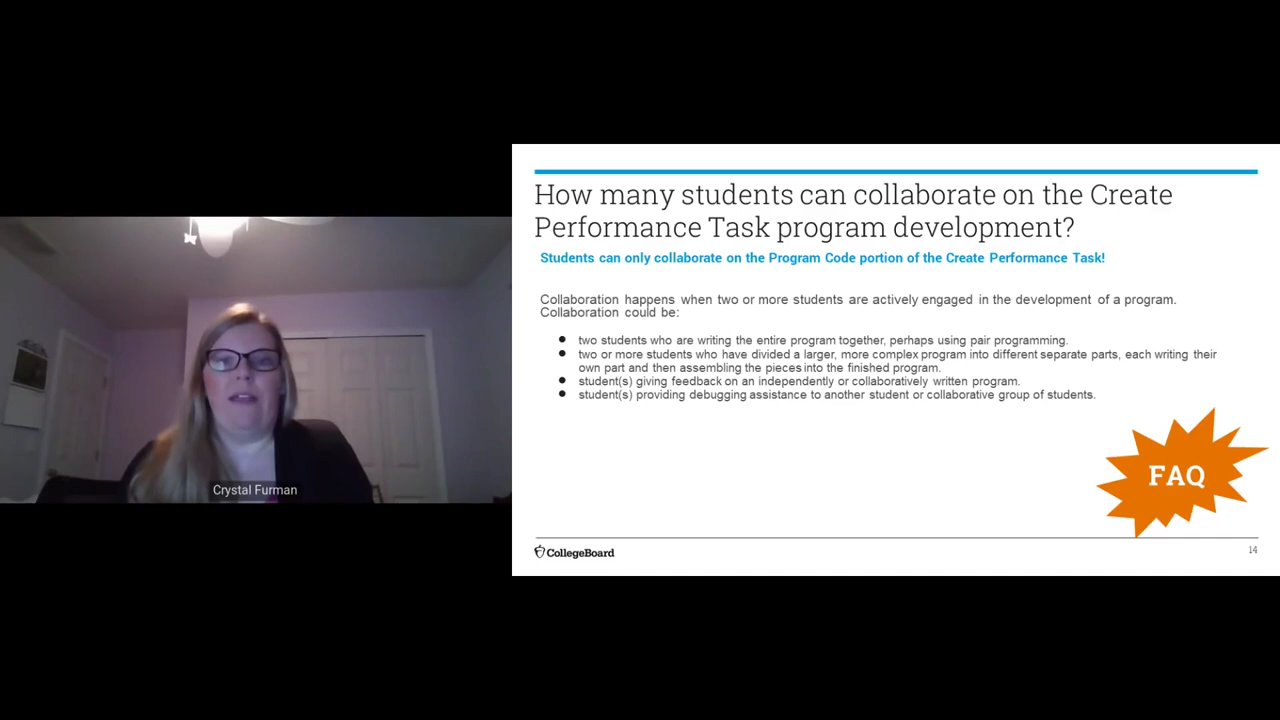 How many students can collaborate on the Create
Performance Task program development?
Students can only collaborate on the Program Code portion of the Create Performance Task!
Collaboration happens when two or more students are actively engaged in the development of a program.
Collaboration could be:
● two students who are writing the entire program together, perhaps using pair programming.
● two or more students who have divided a larger, more complex program into different separate parts, each writing their
own part and then assembling the pieces into the finished program.
● student(s) giving feedback on an independently or collaboratively written program.
● student(s) providing debugging assistance to another student or collaborative group of students.
FAQ
Crystal Furman
CollegeBoard
14